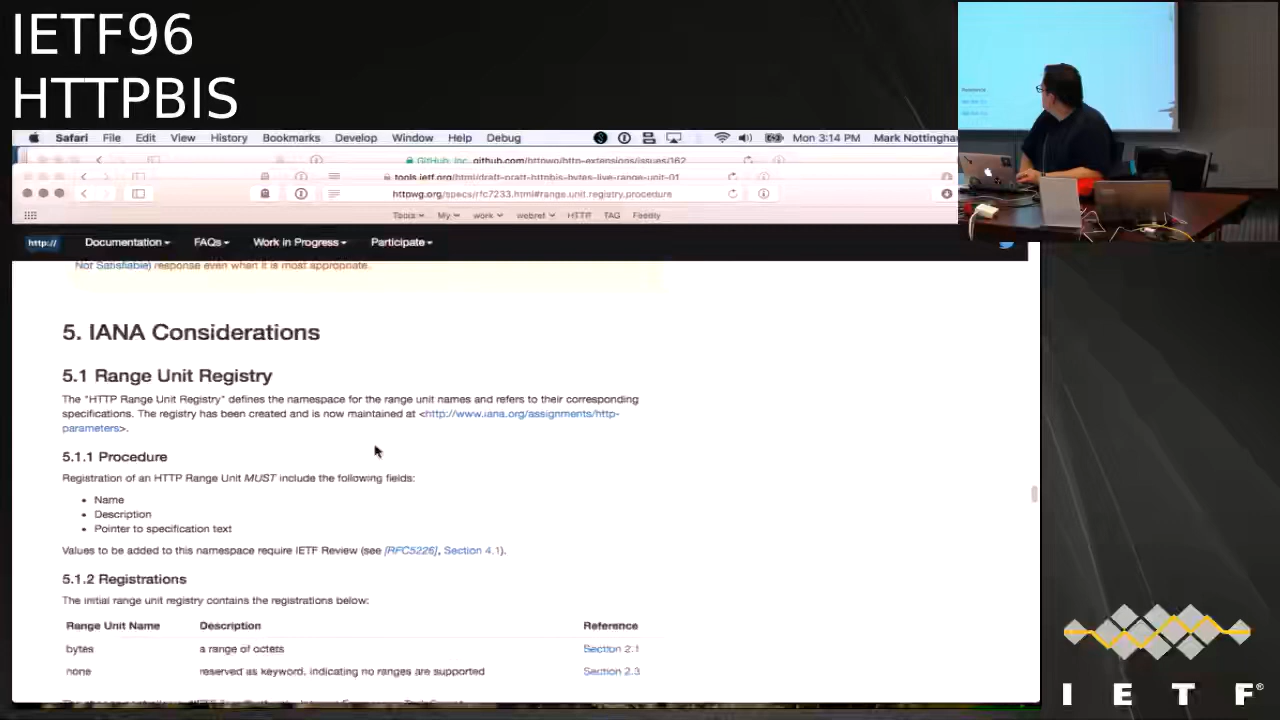 IETF96
HTTPBIS
Safari File Edit View History Bookmarks Develop Window Help Debug Mon 3:14 PM Mark Nottingha
GitHub, Inc. github.com/httpwg/http-extensions/issues/162
tools.ietf.org/html/draft-pratt-httpbis-bytes-live-range-unit-01
httpwg.org/specs/rfc7233.html#range.unit.registry.procedure
Tools My work webref HTTP TAG Feedly
http:// Documentation FAQs Work in Progress Participate
Not Satisfiable) response even when it is most appropriate.
5. IANA Considerations
5.1 Range Unit Registry
The "HTTP Range Unit Registry" defines the namespace for the range unit names and refers to their corresponding
specifications. The registry has been created and is now maintained at <http://www.iana.org/assignments/http-
parameters>.
5.1.1 Procedure
Registration of an HTTP Range Unit MUST include the following fields:
• Name
• Description
• Pointer to specification text
Values to be added to this namespace require IETF Review (see [RFC5226], Section 4.1).
5.1.2 Registrations
The initial range unit registry contains the registrations below:
Range Unit Name Description Reference
bytes a range of octets Section 2.1
none reserved as keyword, indicating no ranges are supported Section 2.3
IETF®